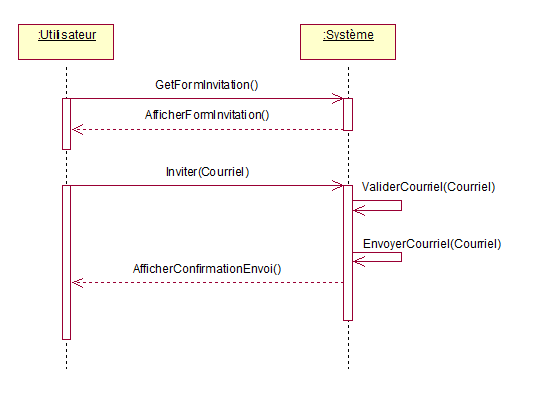 :Utilisateur
:Système
GetFormInvitation()
AfficherFormInvitation()
Inviter(Courriel)
ValiderCourriel(Courriel)
EnvoyerCourriel(Courriel)
AfficherConfirmationEnvoi()